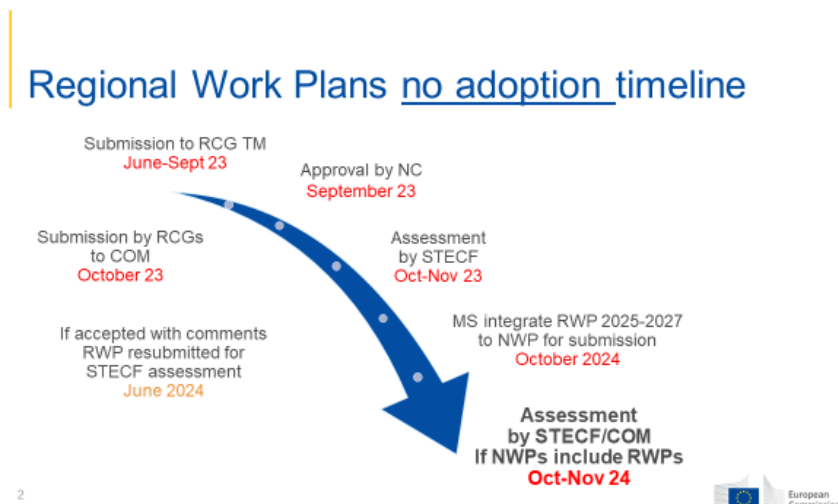 Regional Work Plans no adoption timeline
Submission to RCG TM
June-Sept 23
Approval by NC
September 23
Submission by RCGs
to COM
October 23
Assessment
by STECF
Oct-Nov 23
If accepted with comments
RWP resubmitted for
STECF assessment
June 2024
MS integrate RWP 2025-2027
to NWP for submission
October 2024
Assessment
by STECF/COM
If NWPs include RWPs
Oct-Nov 24
2
European